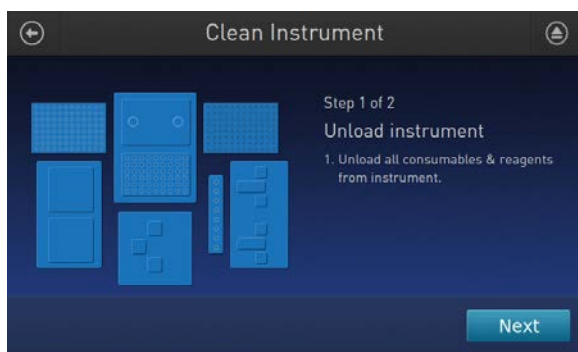 Clean Instrument
Step 1 of 2
Unload instrument
1. Unload all consumables & reagents
from instrument.
Next